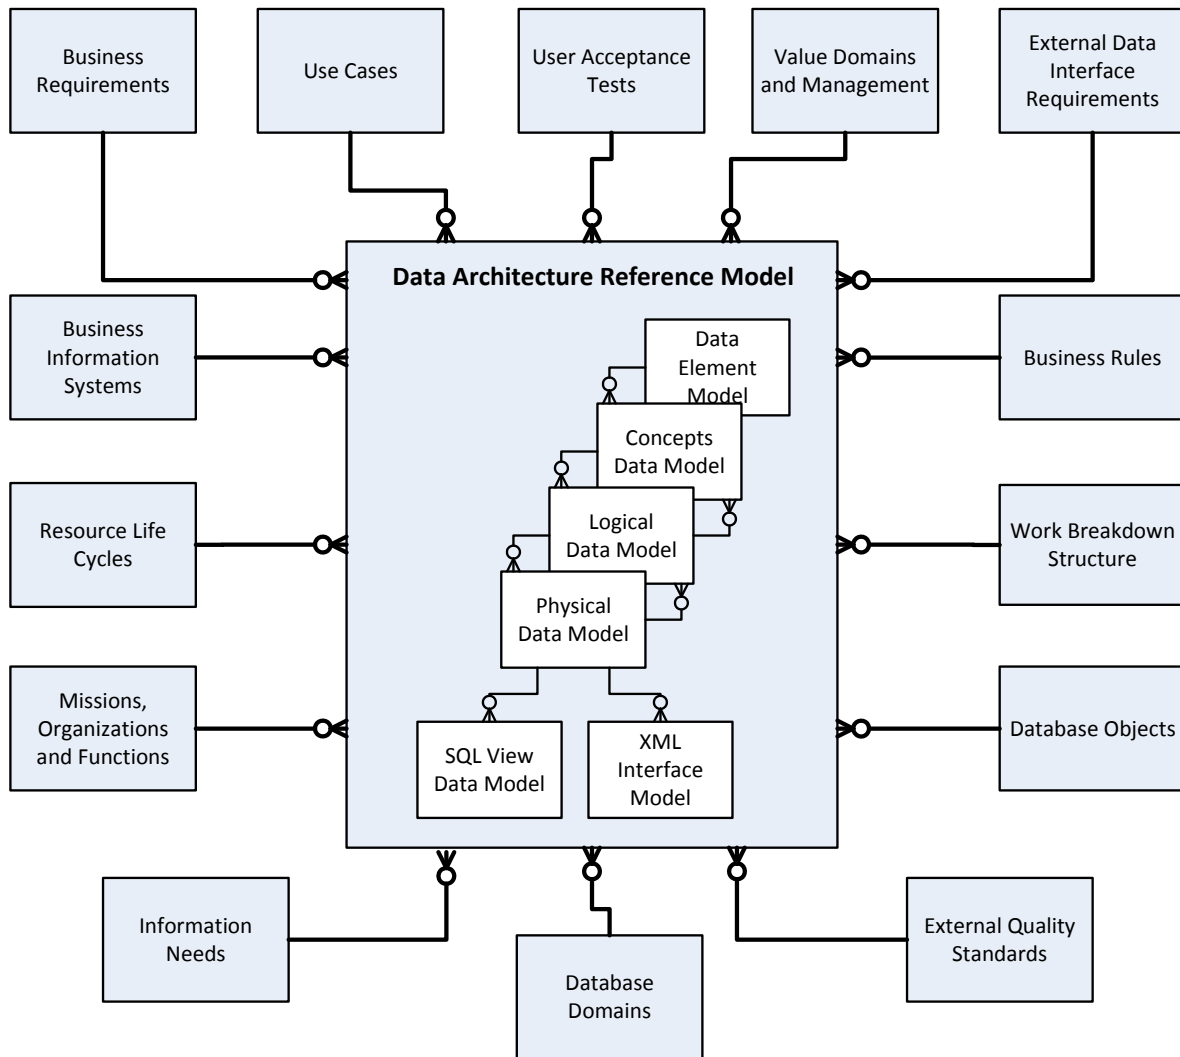 Business
Requirements
Use Cases
User Acceptance
Tests
Value Domains
and Management
External Data
Interface
Requirements
Data Architecture Reference Model
Business
Information
Systems
Data
Element
Model
Business Rules
Concepts
Data Model
Resource Life
Cycles
Logical
Data Model
Work Breakdown
Structure
Physical
Data Model
Missions,
Organizations
and Functions
SQL View
Data Model
XML
Interface
Model
Database Objects
Information
Needs
Database
Domains
External Quality
Standards